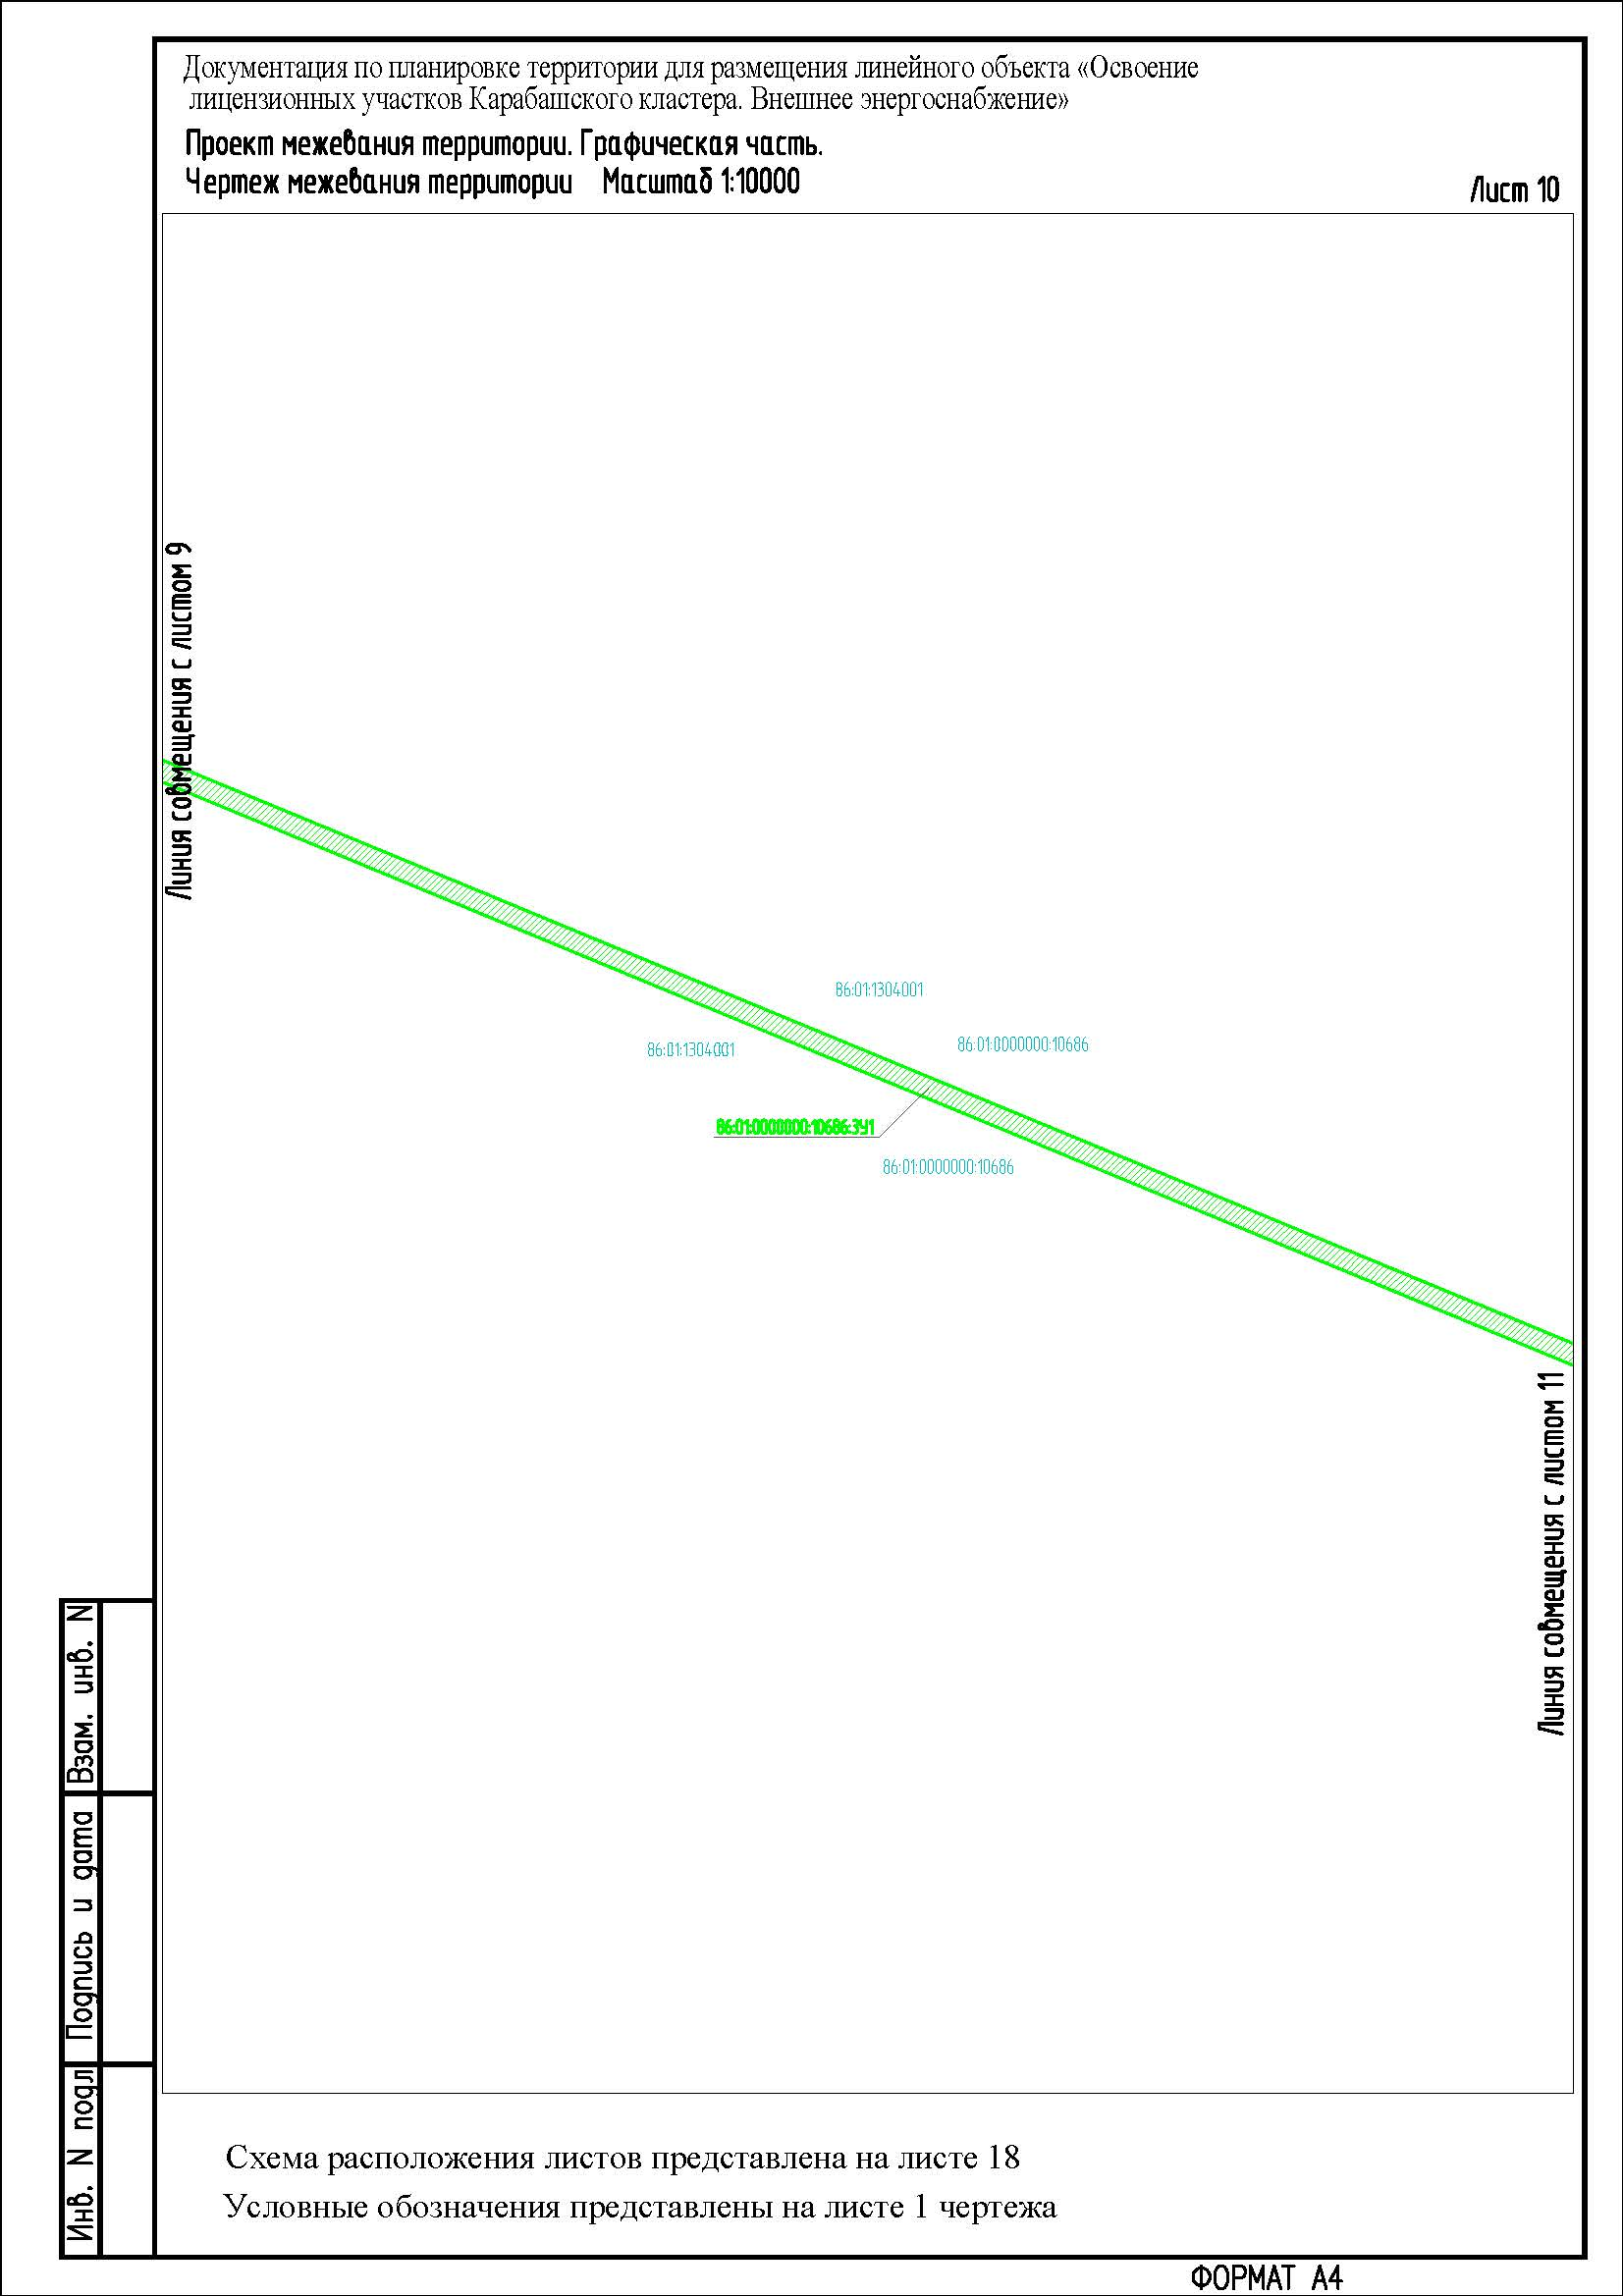 Документация по планировке территории для размещения линейного объекта «Освоение
лицензионных участков Карабашского кластера. Внешнее энергоснабжение»
Проект межевания территории. Графическая часть.
Чертеж межевания территории Масштаб 1:10000
Лист 10
Линия совмещения с листом 9
86:01:1304001
86:01:1304001
86:01:0000000:10686
86:01:0000000:10686:ЗУ1
86:01:0000000:10686
Линия совмещения с листом 11
Взам. инв. N
Подпись и дата
Инв. N подл
Схема расположения листов представлена на листе 18
Условные обозначения представлены на листе 1 чертежа
ФОРМАТ А4